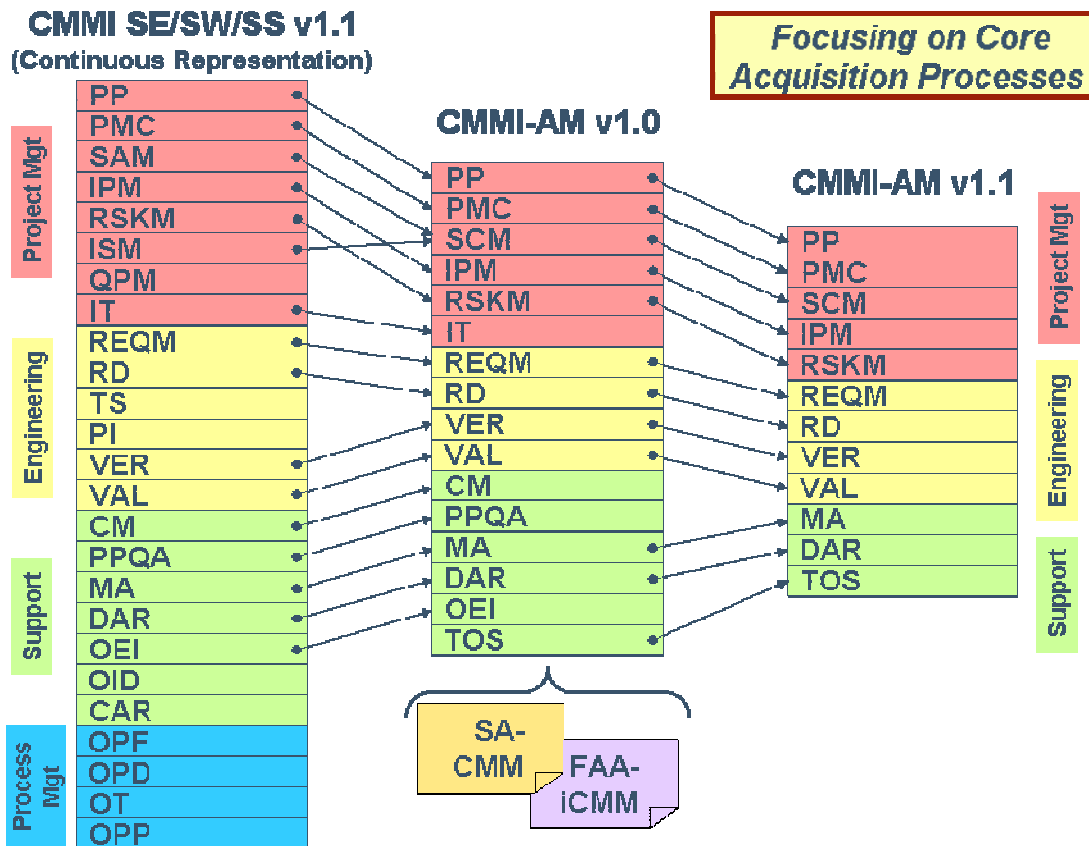 CMMI SE/SW/SS v1.1
(Continuous Representation)
Focusing on Core
Acquisition Processes
Project Mgt
Engineering
Support
Process
Mgt
PP
PMC
SAM
IPM
RSKM
ISM
QPM
IT
REQM
RD
TS
PI
VER
VAL
CM
PPQA
MA
DAR
OEI
OID
CAR
OPF
OPD
OT
OPP
CMMI-AM v1.0
PP
PMC
SCM
IPM
RSKM
IT
REQM
RD
VER
VAL
CM
PPQA
MA
DAR
OEI
TOS
SA-
CMM
FAA-
iCMM
CMMI-AM v1.1
PP
PMC
SCM
IPM
RSKM
REQM
RD
VER
VAL
MA
DAR
TOS
Project Mgt
Engineering
Support